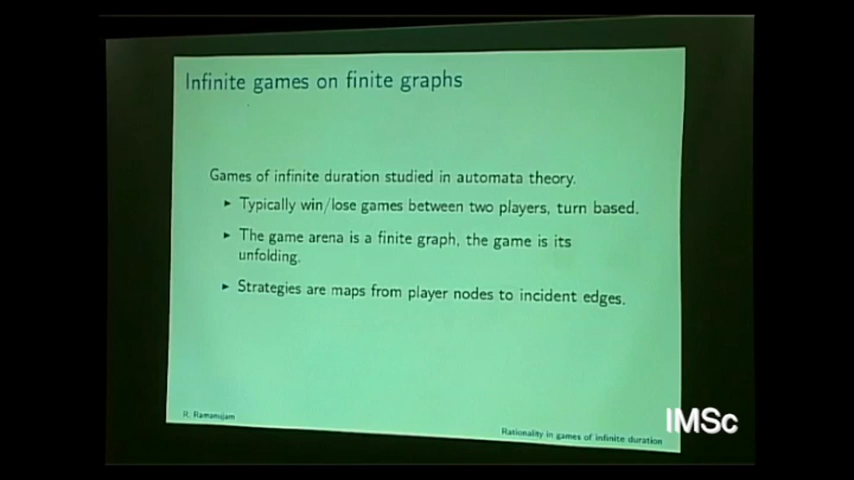 Infinite games on finite graphs
Games of infinite duration studied in automata theory.
► Typically win/lose games between two players, turn based.
► The game arena is a finite graph, the game is its
unfolding.
► Strategies are maps from player nodes to incident edges.
R. Ramanujam
Rationality in games of infinite duration
IMSc